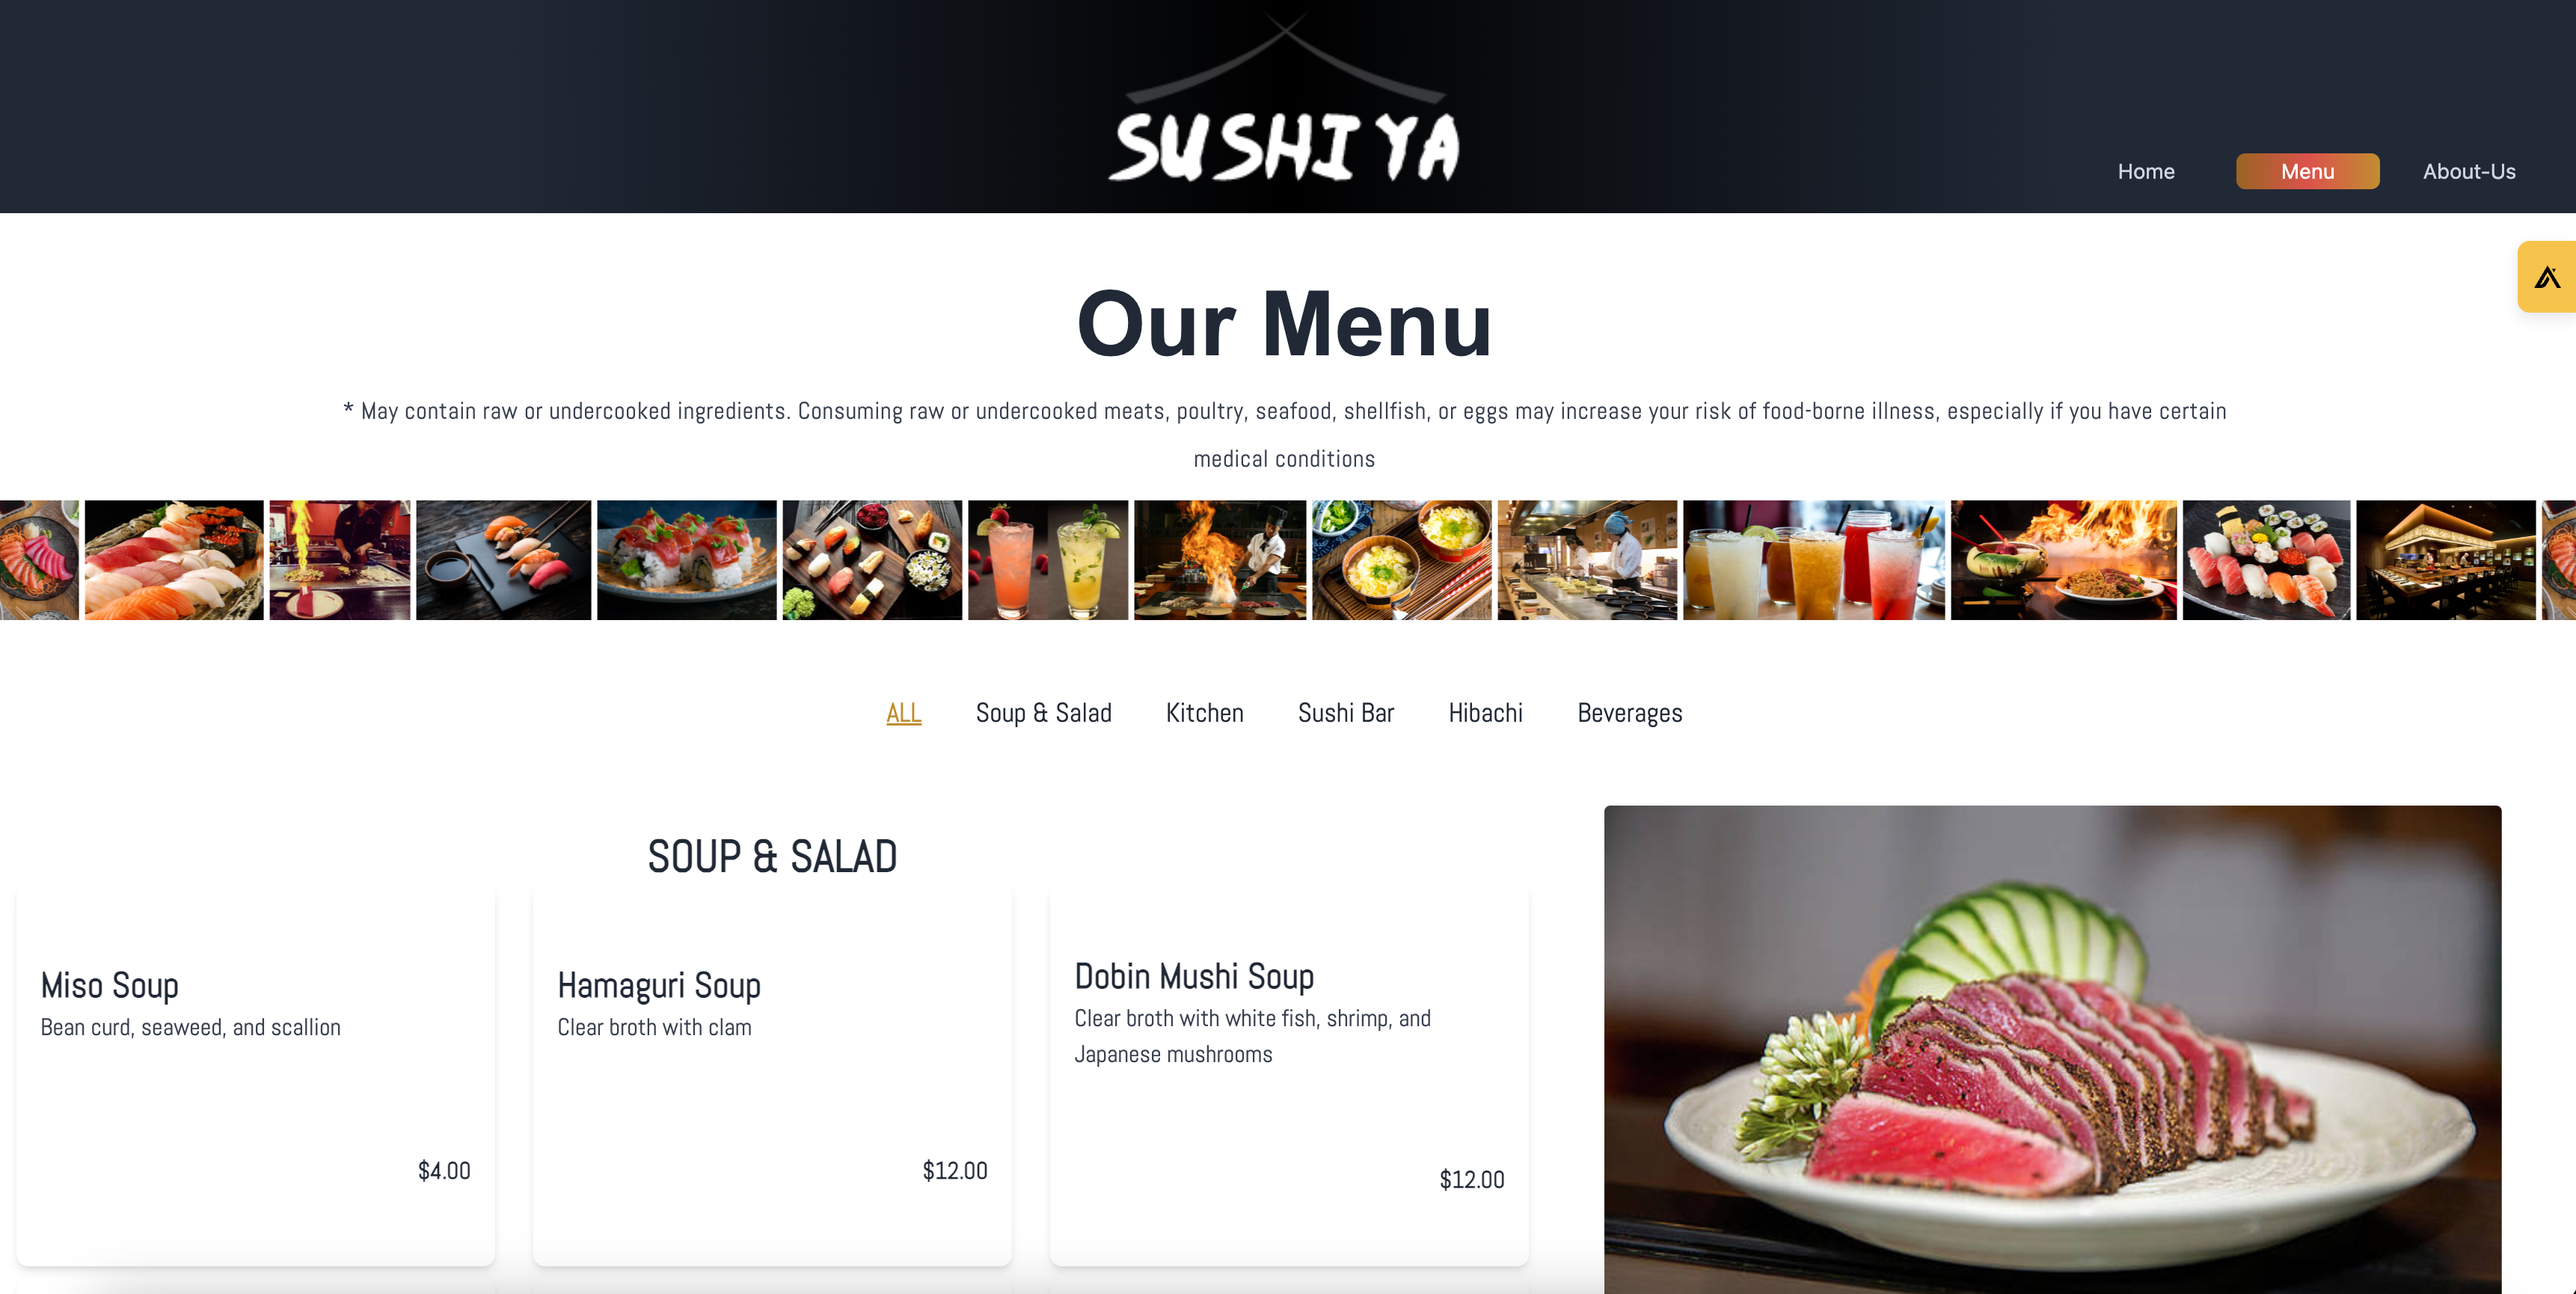 SUSHIYA
Home
Menu
About-Us
Our Menu
* May contain raw or undercooked ingredients. Consuming raw or undercooked meats, poultry, seafood, shellfish, or eggs may increase your risk of food-borne illness, especially if you have certain
medical conditions
ALL
Soup & Salad
Kitchen
Sushi Bar
Hibachi
Beverages
SOUP & SALAD
Miso Soup
Bean curd, seaweed, and scallion
$4.00
Hamaguri Soup
Clear broth with clam
$12.00
Dobin Mushi Soup
Clear broth with white fish, shrimp, and
Japanese mushrooms
$12.00